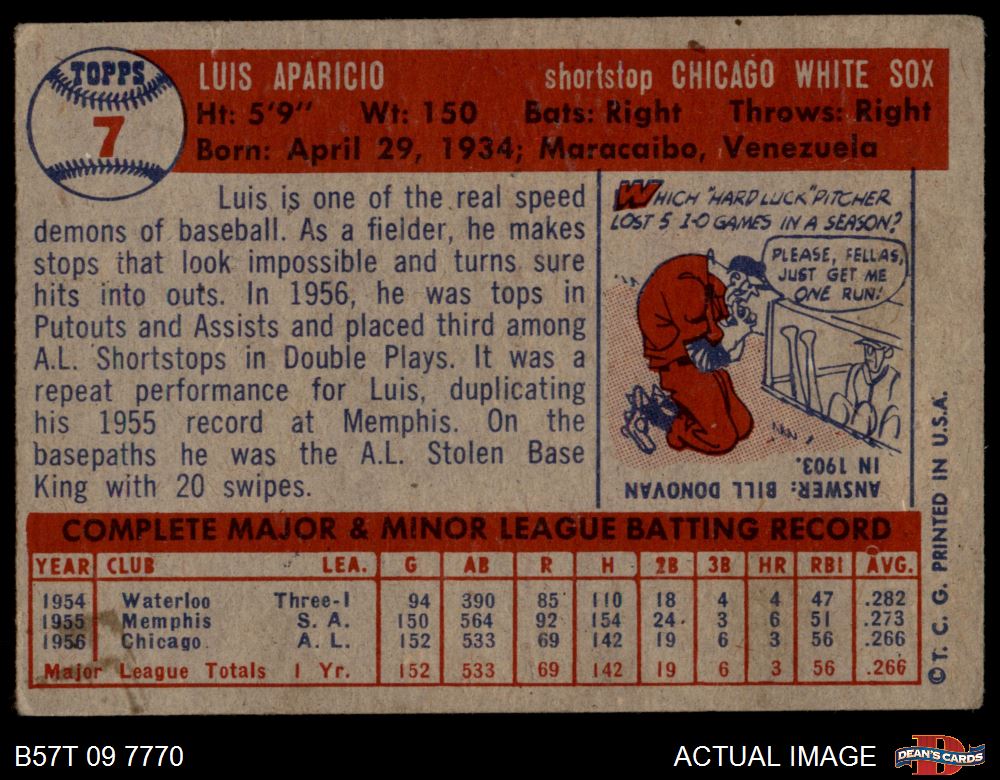 TOPPS
7
LUIS APARICIO shortstop CHICAGO WHITE SOX
Ht: 5'9" Wt: 150 Bats: Right Throws: Right
Born: April 29, 1934; Maracaibo, Venezuela
Luis is one of the real speed
demons of baseball. As a fielder, he makes
stops that look impossible and turns sure
hits into outs. In 1956, he was tops in
Putouts and Assists and placed third among
A.L. Shortstops in Double Plays. It was a
repeat performance for Luis, duplicating
his 1955 record at Memphis. On the
basepaths he was the A.L. Stolen Base
King with 20 swipes.
WHICH "HARD LUCK" PITCHER
LOST 5 1-0 GAMES IN A SEASON?
PLEASE, FELLAS,
JUST GET ME
ONE RUN!
ANSWER: BILL DONOVAN
IN 1903.
COMPLETE MAJOR & MINOR LEAGUE BATTING RECORD
YEAR CLUB LEA. G AB R H 2B 3B HR RBI AVG.
1954 Waterloo Three-I 94 390 85 110 18 4 4 47 .282
1955 Memphis S. A. 150 564 92 154 24 3 6 51 .273
1956 Chicago A. L. 152 533 69 142 19 6 3 56 .266
Major League Totals 1 Yr. 152 533 69 142 19 6 3 56 .266
© T. C. G. PRINTED IN U.S.A.
B57T 09 7770 ACTUAL IMAGE
DEAN'S CARDS